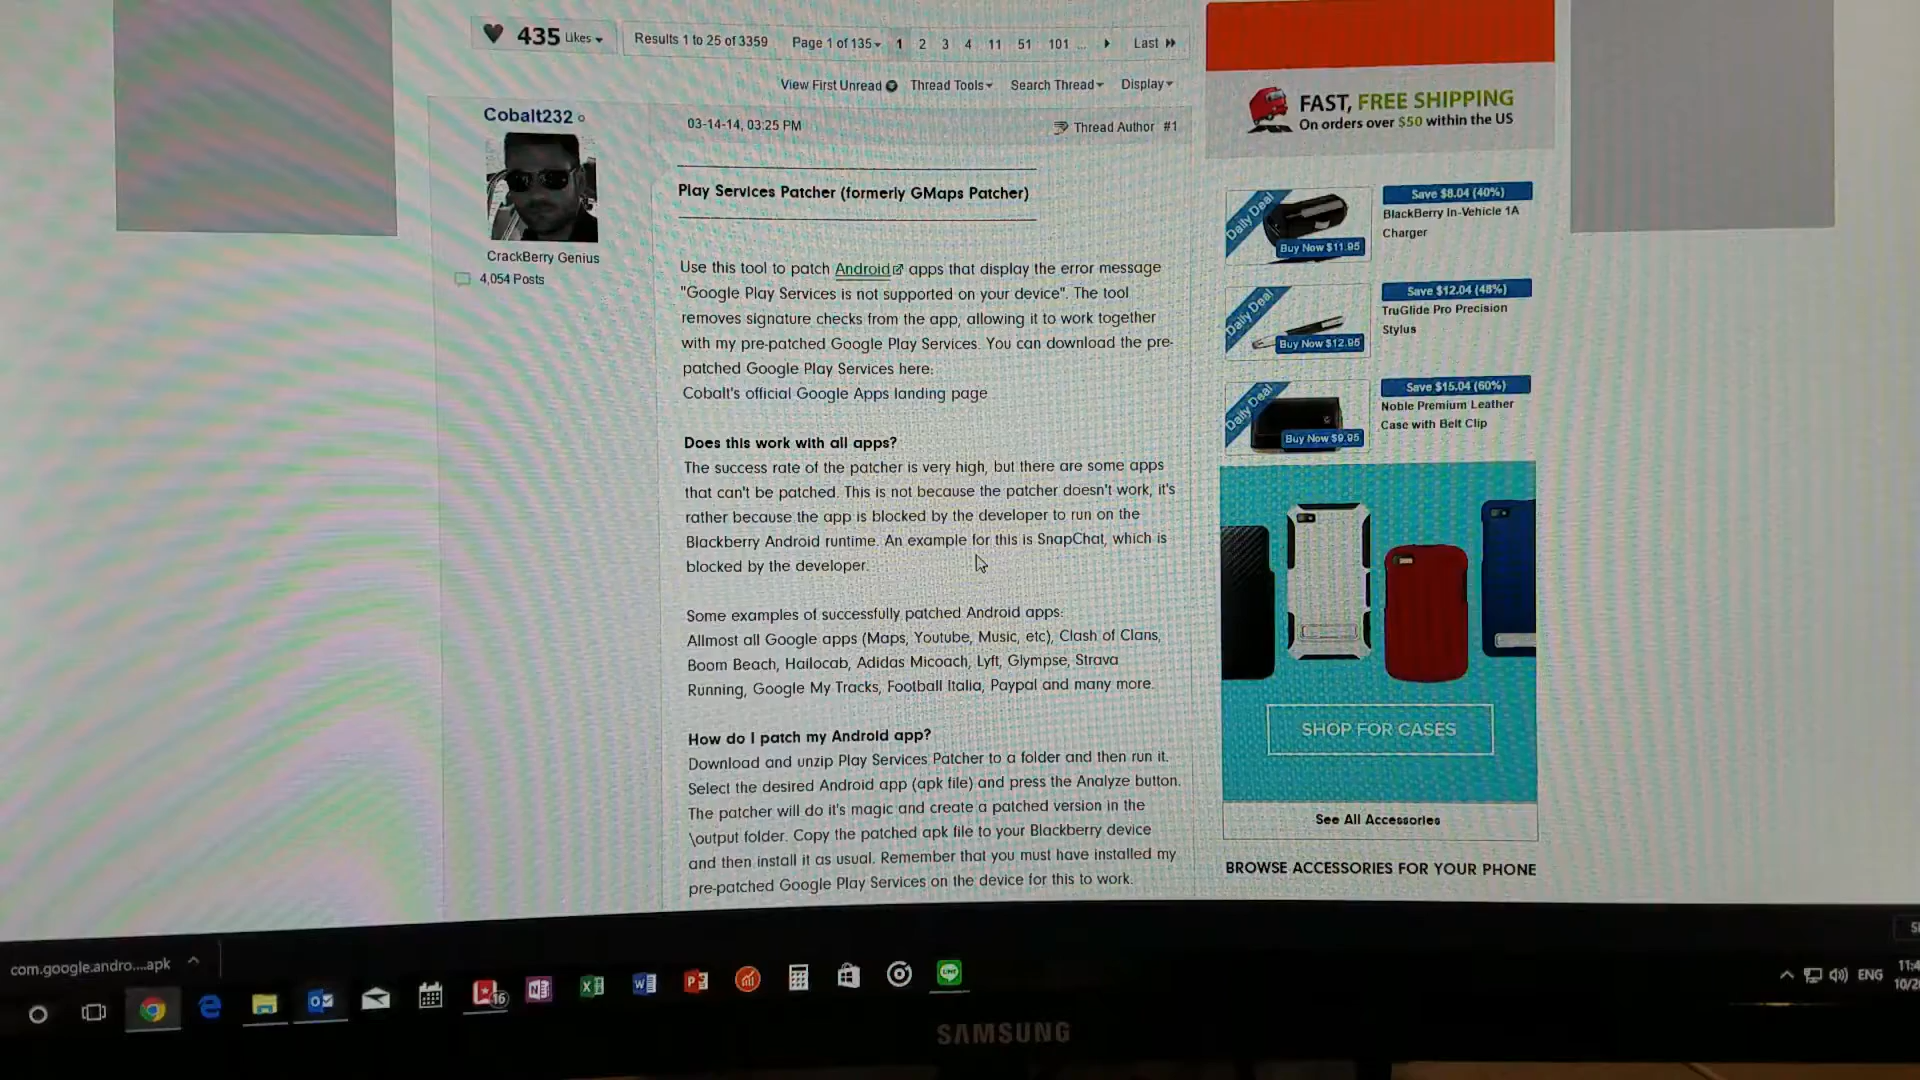 435 Likes
Results 1 to 25 of 3359
Page 1 of 135 1 2 3 4 11 51 101 ... Last
View First Unread Thread Tools Search Thread Display
Cobalt232
CrackBerry Genius
4,054 Posts
03-14-14, 03:25 PM
Thread Author #1
Play Services Patcher (formerly GMaps Patcher)
Use this tool to patch Android apps that display the error message
"Google Play Services is not supported on your device". The tool
removes signature checks from the app, allowing it to work together
with my pre-patched Google Play Services. You can download the pre-
patched Google Play Services here:
Cobalt's official Google Apps landing page
Does this work with all apps?
The success rate of the patcher is very high, but there are some apps
that can't be patched. This is not because the patcher doesn't work, it's
rather because the app is blocked by the developer to run on the
Blackberry Android runtime. An example for this is SnapChat, which is
blocked by the developer.
Some examples of successfully patched Android apps:
Allmost all Google apps (Maps, Youtube, Music, etc), Clash of Clans,
Boom Beach, Hailocab, Adidas Micoach, Lyft, Glympse, Strava
Running, Google My Tracks, Football Italia, Paypal and many more.
How do I patch my Android app?
Download and unzip Play Services Patcher to a folder and then run it.
Select the desired Android app (apk file) and press the Analyze button.
The patcher will do it's magic and create a patched version in the
\output folder. Copy the patched apk file to your Blackberry device
and then install it as usual. Remember that you must have installed my
pre-patched Google Play Services on the device for this to work.
FAST, FREE SHIPPING
On orders over $50 within the US
Daily Deal
Buy Now $11.95
Save $8.04 (40%)
BlackBerry In-Vehicle 1A
Charger
Daily Deal
Buy Now $12.95
Save $12.04 (48%)
TruGlide Pro Precision
Stylus
Daily Deal
Buy Now $9.95
Save $15.04 (60%)
Noble Premium Leather
Case with Belt Clip
SHOP FOR CASES
See All Accessories
BROWSE ACCESSORIES FOR YOUR PHONE
com.google.andro....apk
16
LINE
ENG
SAMSUNG